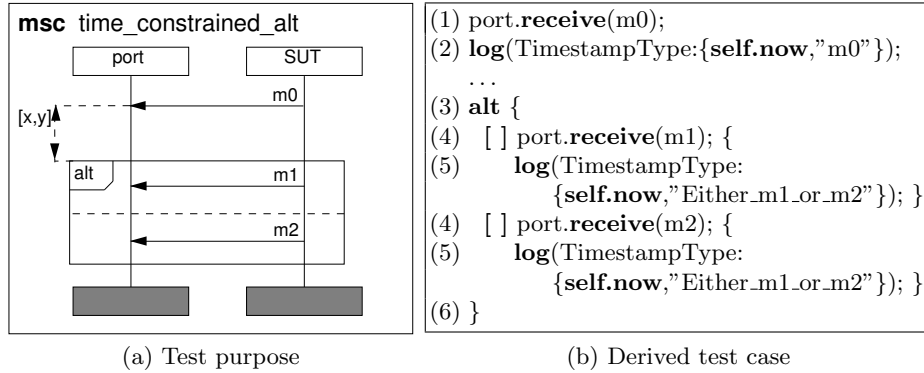 msc time_constrained_alt
port SUT
m0
[x,y]
alt
m1
m2
(a) Test purpose
(1) port.receive(m0);
(2) log(TimestampType:{self.now,"m0"});
...
(3) alt {
(4) [ ] port.receive(m1); {
(5) log(TimestampType:
{self.now,"Either_m1_or_m2"}); }
(4) [ ] port.receive(m2); {
(5) log(TimestampType:
{self.now,"Either_m1_or_m2"}); }
(6) }
(b) Derived test case